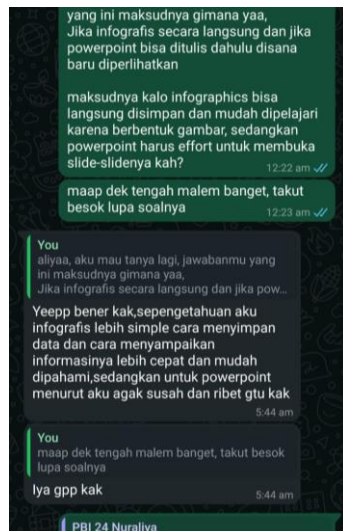 yang ini maksudnya gimana yaa,
Jika infografis secara langsung dan jika
powerpoint bisa ditulis dahulu disana
baru diperlihatkan
maksudnya kalo infographics bisa
langsung disimpan dan mudah dipelajari
karena berbentuk gambar, sedangkan
powerpoint harus effort untuk membuka
slide-slidenya kah?
12:22 am
maap dek tengah malem banget, takut
besok lupa soalnya
12:23 am
You
aliyaa, aku mau tanya lagi, jawabanmu yang
ini maksudnya gimana yaa,
Jika infografis secara langsung dan jika pow...
Yeepp bener kak,sepengetahuan aku
infografis lebih simple cara menyimpan
data dan cara menyampaikan
informasinya lebih cepat dan mudah
dipahami,sedangkan untuk powerpoint
menurut aku agak susah dan ribet gtu kak
5:44 am
You
maap dek tengah malem banget, takut besok
lupa soalnya
Iya gpp kak
5:44 am
PBI 24 Nuraliya